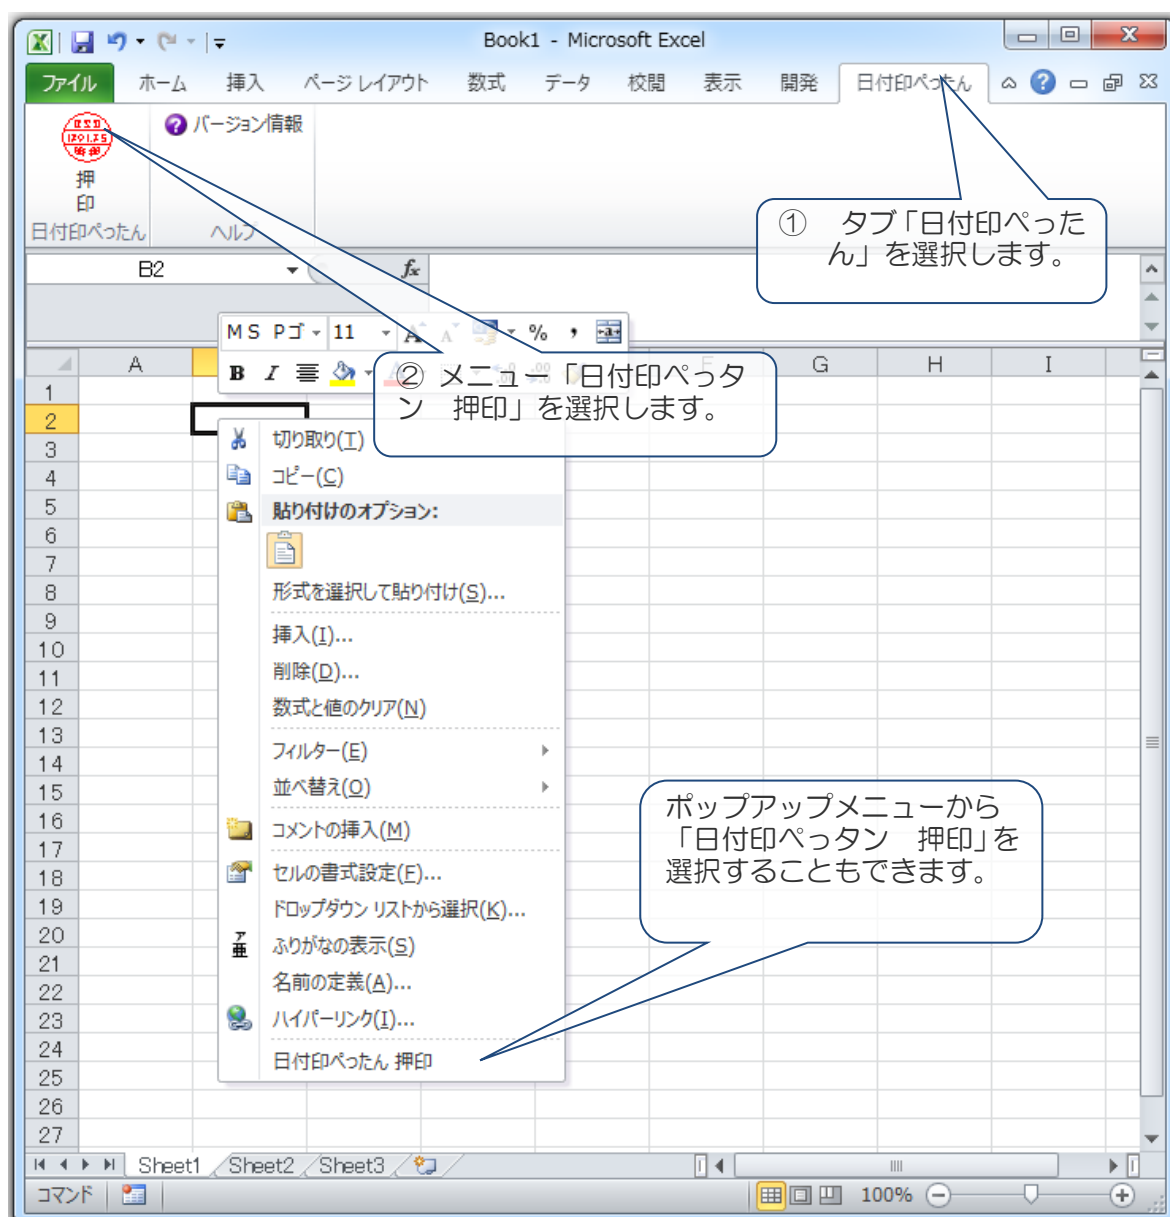 Book1 - Microsoft Excel
ファイル ホーム 挿入 ページ レイアウト 数式 データ 校閲 表示 開発 日付印ぺったん
バージョン情報
押
印
日付印ぺったん ヘルプ
① タブ「日付印ぺった
ん」を選択します。
B2 fx
MS Pゴ 11 A A % ,
B I
② メニュー「日付印ぺっタ
ン 押印」を選択します。
A F G H I
1
2
3
4
5
6
7
8
9
10
11
12
13
14
15
16
17
18
19
20
21
22
23
24
25
26
27
切り取り(T)
コピー(C)
貼り付けのオプション:
形式を選択して貼り付け(S)...
挿入(I)...
削除(D)...
数式と値のクリア(N)
フィルター(E)
並べ替え(O)
コメントの挿入(M)
セルの書式設定(F)...
ドロップダウン リストから選択(K)...
ふりがなの表示(S)
名前の定義(A)...
ハイパーリンク(I)...
日付印ぺったん 押印
ポップアップメニューから
「日付印ぺっタン 押印」を
選択することもできます。
Sheet1 Sheet2 Sheet3
コマンド 100%